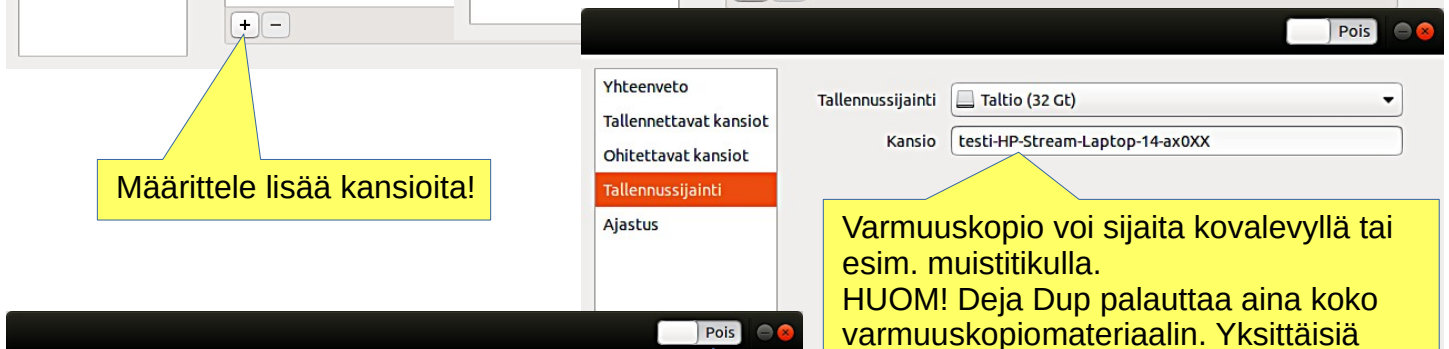 Pois
Yhteenveto
Tallennettavat kansiot
Ohitettavat kansiot
Tallennussijainti
Ajastus
Tallennussijainti Taltio (32 Gt)
Kansio testi-HP-Stream-Laptop-14-ax0XX
Määrittele lisää kansioita!
Varmuuskopio voi sijaita kovalevyllä tai
esim. muistitikulla.
HUOM! Deja Dup palauttaa aina koko
varmuuskopiomateriaalin. Yksittäisiä
Pois